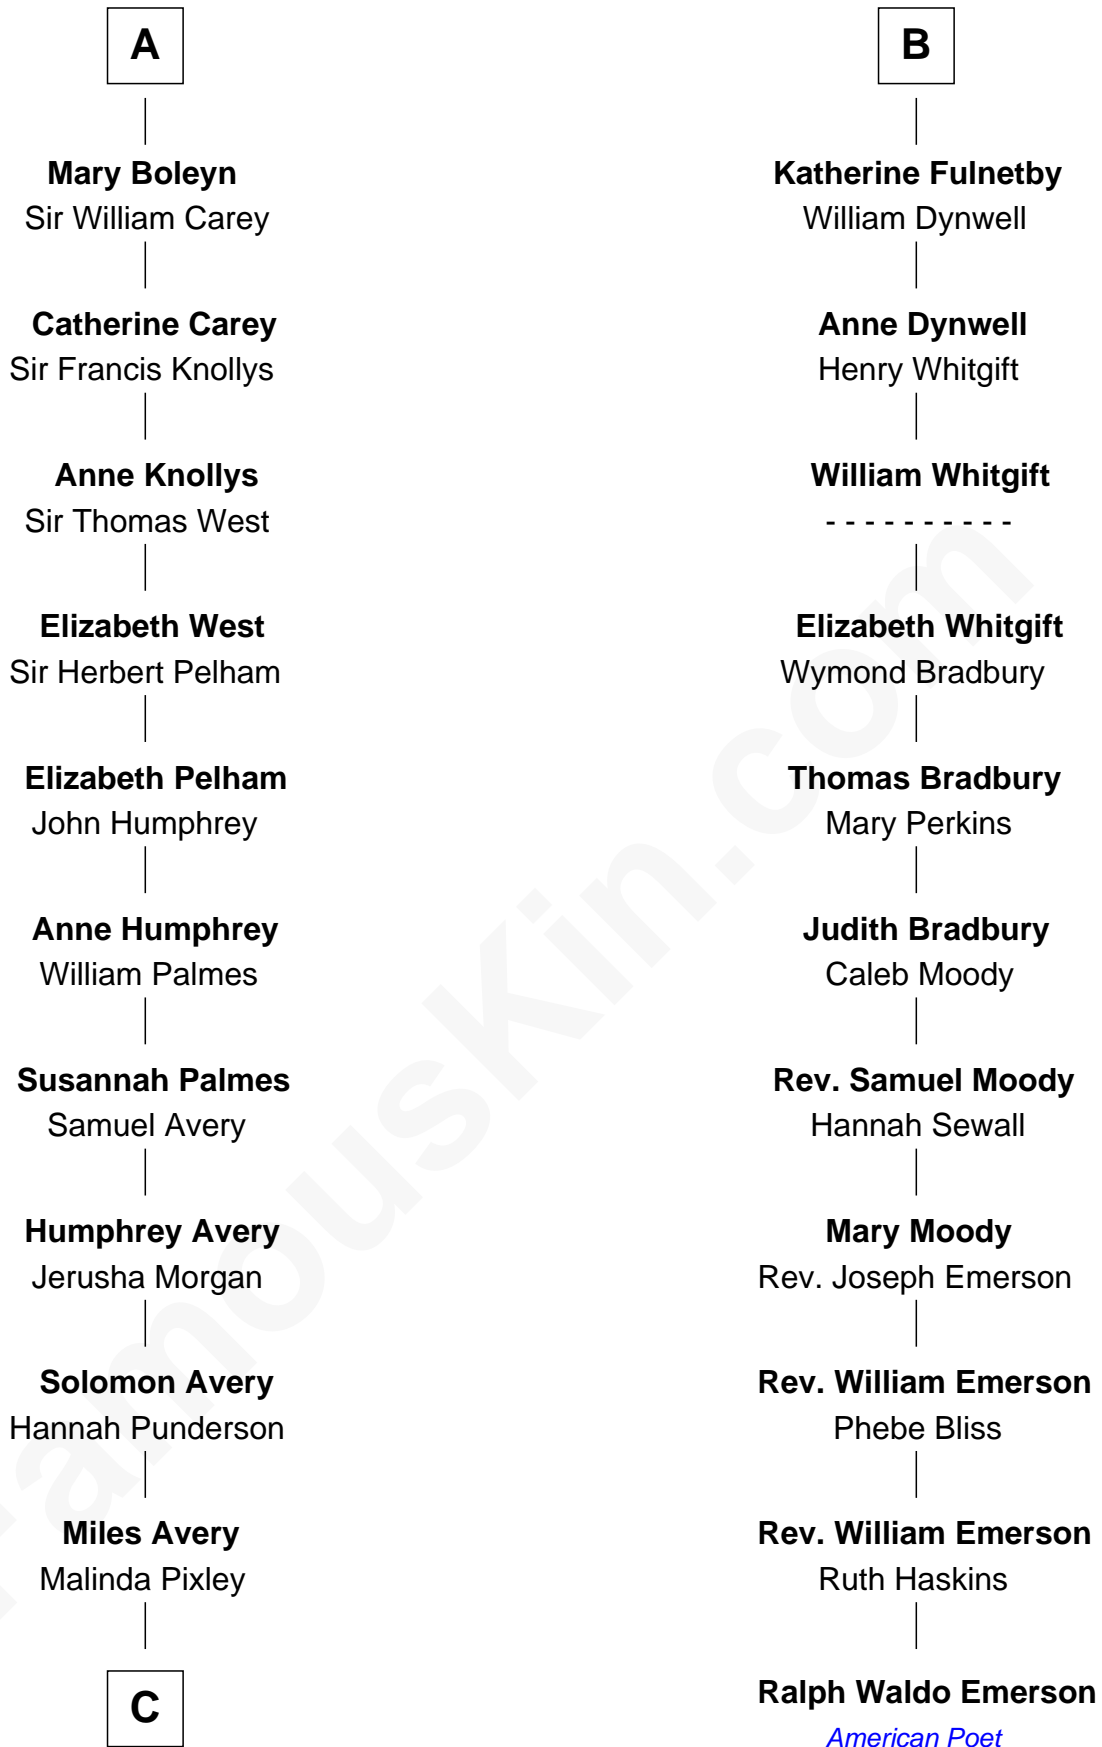 A
Mary Boleyn
Sir William Carey
Catherine Carey
Sir Francis Knollys
Anne Knollys
Sir Thomas West
Elizabeth West
Sir Herbert Pelham
Elizabeth Pelham
John Humphrey
Anne Humphrey
William Palmes
Susannah Palmes
Samuel Avery
Humphrey Avery
Jerusha Morgan
Solomon Avery
Hannah Punderson
Miles Avery
Malinda Pixley
C
B
Katherine Fulnetby
William Dynwell
Anne Dynwell
Henry Whitgift
William Whitgift
- - - - - - - - - -
Elizabeth Whitgift
Wymond Bradbury
Thomas Bradbury
Mary Perkins
Judith Bradbury
Caleb Moody
Rev. Samuel Moody
Hannah Sewall
Mary Moody
Rev. Joseph Emerson
Rev. William Emerson
Phebe Bliss
Rev. William Emerson
Ruth Haskins
Ralph Waldo Emerson
American Poet
FamousKin.com